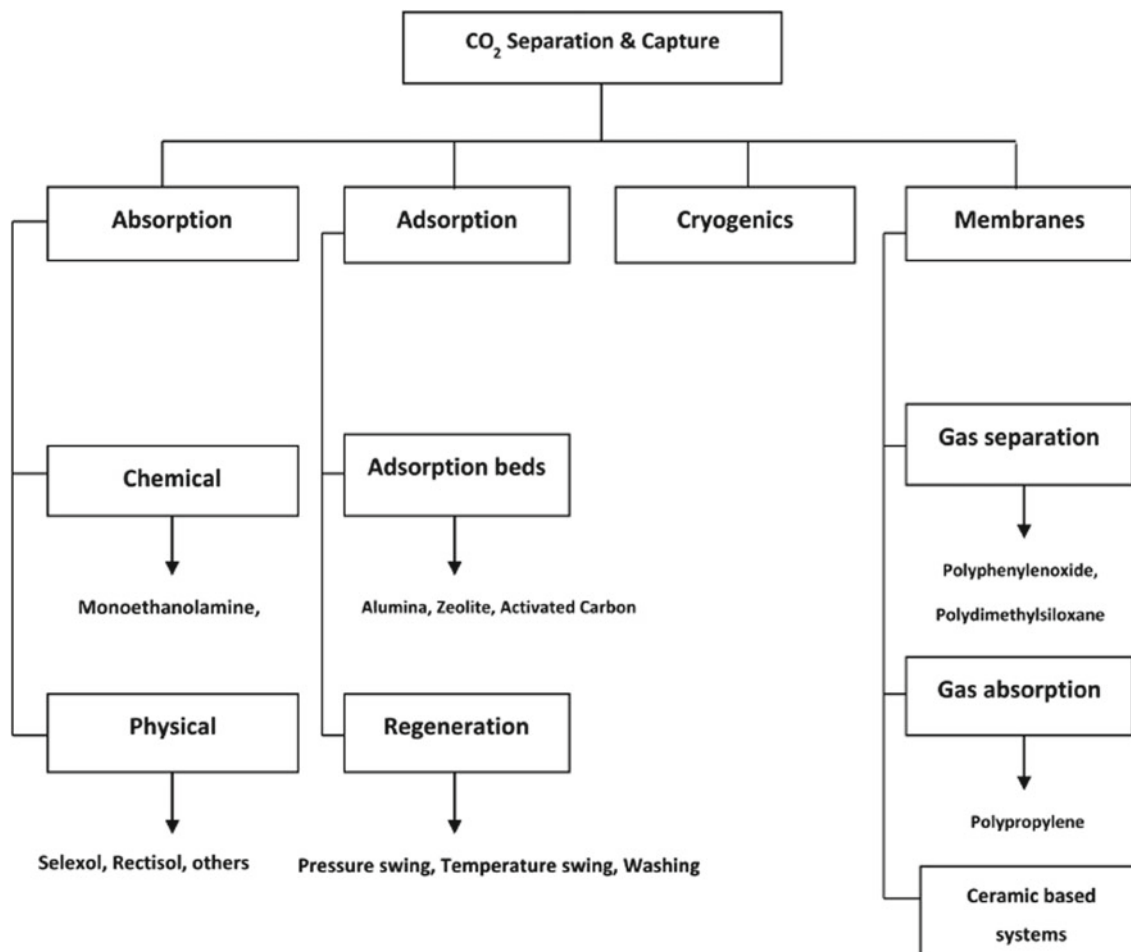 CO₂ Separation & Capture
Absorption
Adsorption
Cryogenics
Membranes
Chemical
Monoethanolamine,
Physical
Selexol, Rectisol, others
Adsorption beds
Alumina, Zeolite, Activated Carbon
Regeneration
Pressure swing, Temperature swing, Washing
Gas separation
Polyphenylenoxide,
Polydimethylsiloxane
Gas absorption
Polypropylene
Ceramic based
systems